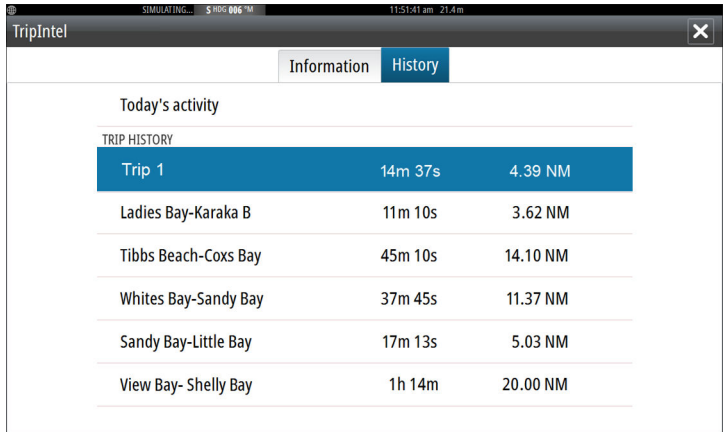 SIMULATING... S HDG 006 °M 11:51:41 am 21.4 m
TripIntel
Information History
Today's activity
TRIP HISTORY
Trip 1 14m 37s 4.39 NM
Ladies Bay-Karaka B 11m 10s 3.62 NM
Tibbs Beach-Coxs Bay 45m 10s 14.10 NM
Whites Bay-Sandy Bay 37m 45s 11.37 NM
Sandy Bay-Little Bay 17m 13s 5.03 NM
View Bay- Shelly Bay 1h 14m 20.00 NM